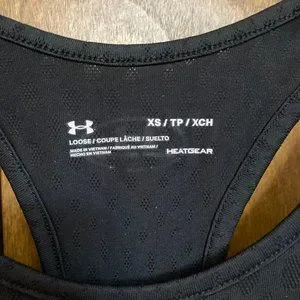 XS / TP / XCH
LOOSE / COUPE LÂCHE / SUELTO
MADE IN VIETNAM / FABRIQUÉ AU VIETNAM /
HECHO EN VIETNAM
HEATGEAR